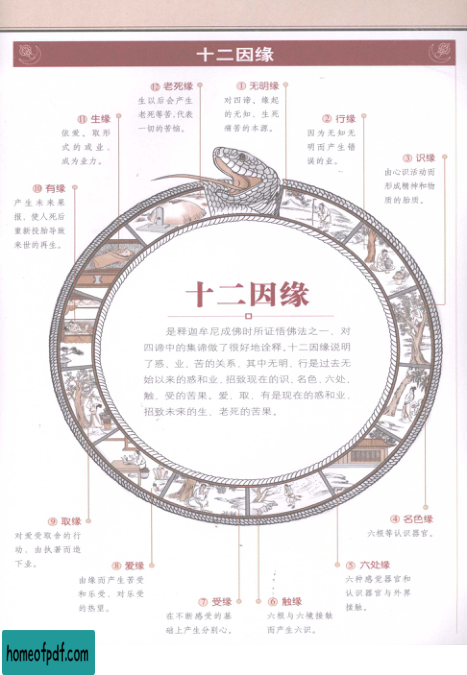 十二因缘
⑫ 老死缘
生以后会产生
老死等苦,代表
一切的苦恼。
① 无明缘
对四谛、缘起
的无知、生死
痛苦的本源。
⑪ 生缘
依爱、取形
式的或业,
成为业力。
② 行缘
因为无知无
明而产生错
误的业。
③ 识缘
由心识活动而
形成精神和物
质的胎质。
⑩ 有缘
产生未来果
报,使人死后
重新投胎导致
来世的再生。
十二因缘
是释迦牟尼成佛时所证悟佛法之一,对
四谛中的集谛做了很好地诠释。十二因缘说明
了惑、业、苦的关系,其中无明、行是过去无
始以来的惑和业,招致现在的识、名色、六处、
触、受的苦果。爱、取、有是现在的惑和业,
招致未来的生、老死的苦果。
④ 名色缘
六根等认识器官。
⑨ 取缘
对爱受取舍的行
动,由执著而造
下业。
⑤ 六处缘
六种感觉器官和
认识器官与外界
接触。
⑧ 爱缘
由缘而产生苦受
和乐受,对乐受
的热望。
⑦ 受缘
在不断感受的基
础上产生分别心。
⑥ 触缘
六根与六境接触
而产生六识。
homeofpdf.com